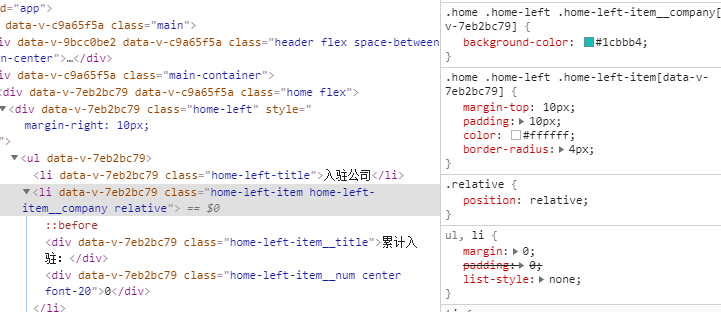 d="app">
data-v-c9a65f5a class="main">
iv data-v-9bcc0be2 data-v-c9a65f5a class="header flex space-between
n-center">…</div>
iv data-v-c9a65f5a class="main-container">
<div data-v-7eb2bc79 data-v-c9a65f5a class="home flex">
▼<div data-v-7eb2bc79 class="home-left" style="
margin-right: 10px;
">
▼<ul data-v-7eb2bc79>
<li data-v-7eb2bc79 class="home-left-title">入驻公司</li>
▼<li data-v-7eb2bc79 class="home-left-item home-left-
item__company relative"> == $0
::before
<div data-v-7eb2bc79 class="home-left-item__title">累计入
驻: </div>
<div data-v-7eb2bc79 class="home-left-item__num center
font-20">0</div>
</li>
.home .home-left .home-left-item__company[
v-7eb2bc79] {
background-color: #1cbbb4;
}
.home .home-left .home-left-item[data-v-
7eb2bc79] {
margin-top: 10px;
padding:▶10px;
color: #ffffff;
border-radius:▶4px;
}
.relative {
position: relative;
}
ul, li {
margin:▶0;
padding:▶0;
list-style:▶none;
}